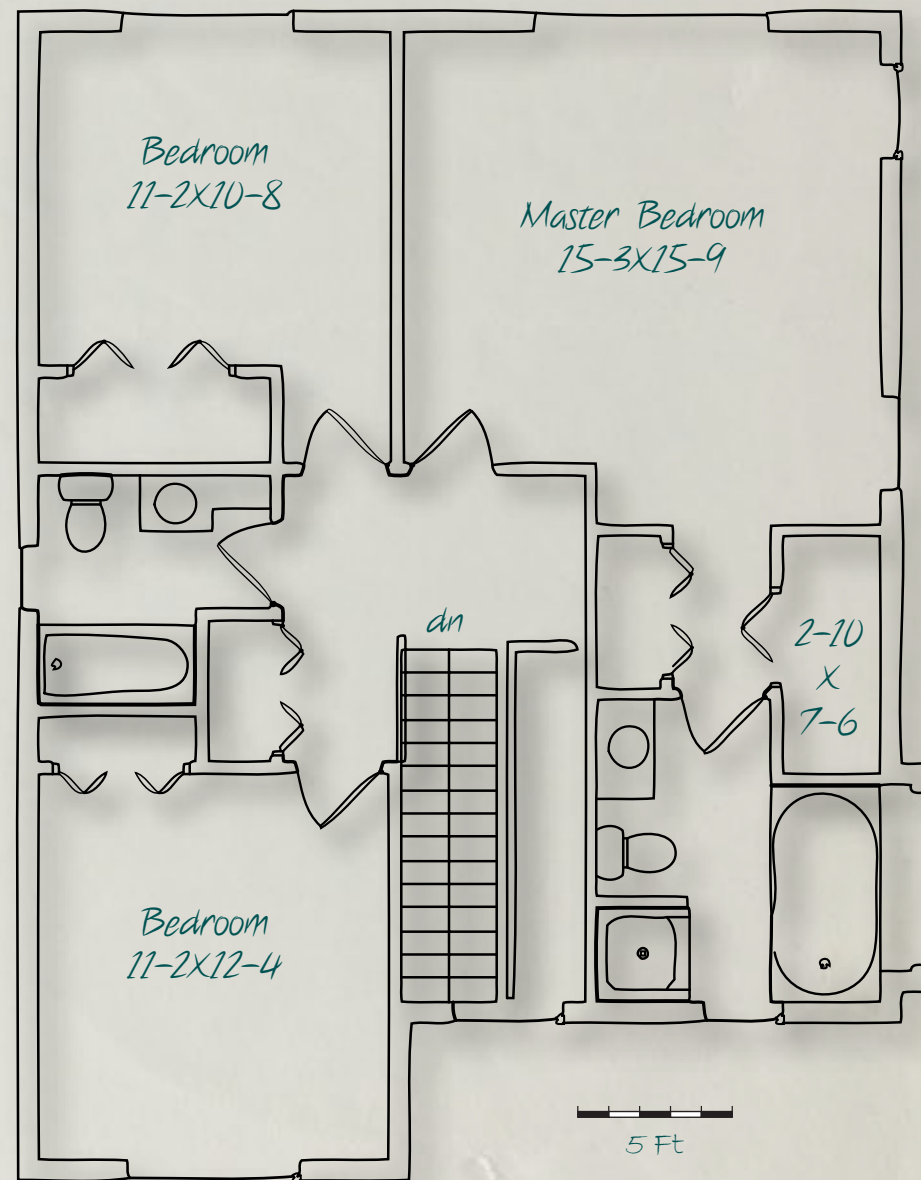 Bedroom
11-2X10-8
Master Bedroom
15-3X15-9
dn
2-10
X
7-6
Bedroom
11-2X12-4
5 Ft